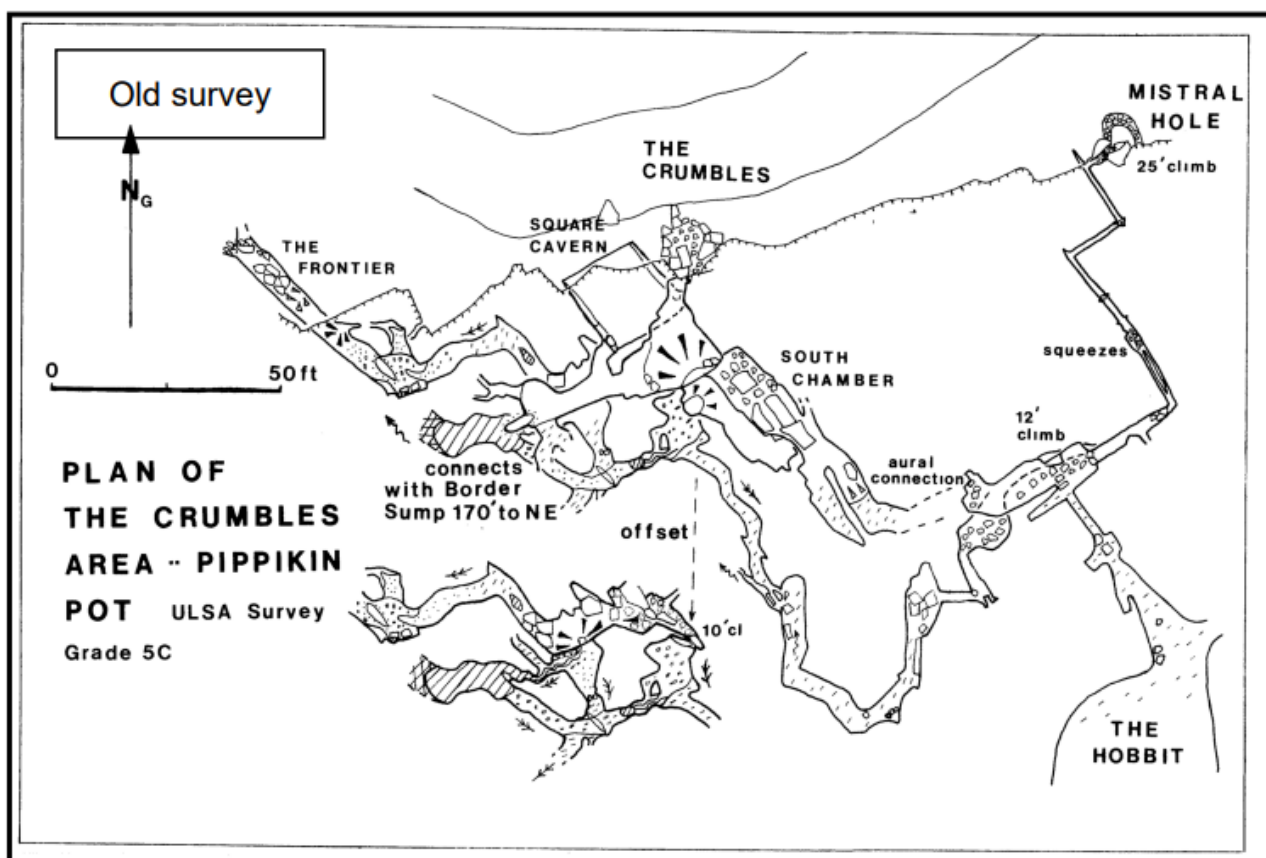 Old survey
N G
0 50 ft
PLAN OF
THE CRUMBLES
AREA -- PIPPIKIN
POT ULSA Survey
Grade 5C
THE
FRONTIER
SQUARE
CAVERN
THE
CRUMBLES
MISTRAL
HOLE
25' climb
squeezes
SOUTH
CHAMBER
12'
climb
aural
connection
connects
with Border
Sump 170' to NE
offset
10' cl
THE
HOBBIT